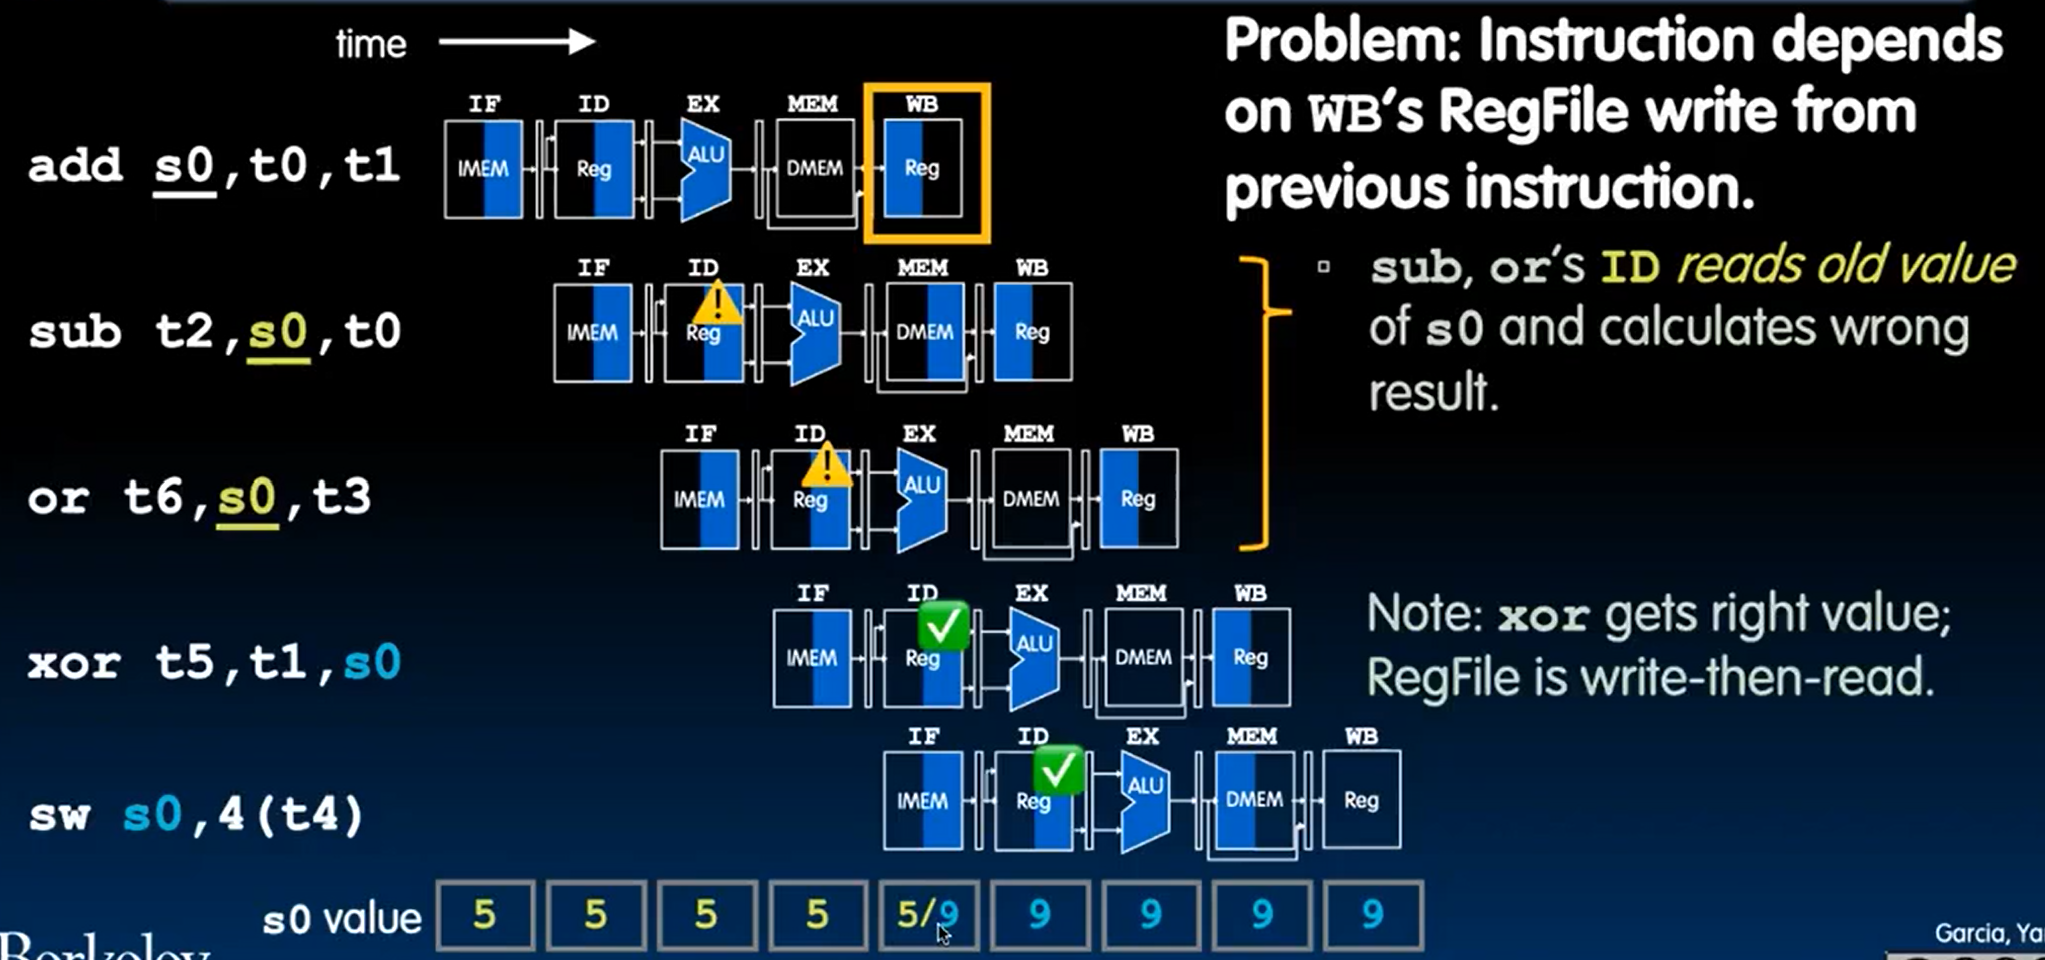 time
Problem: Instruction depends
on WB's RegFile write from
previous instruction.
IF ID EX MEM WB
add s0,t0,t1
IMEM Reg ALU DMEM Reg
▫ sub, or's ID reads old value
of s0 and calculates wrong
result.
IF ID EX MEM WB
sub t2,s0,t0
IMEM Reg ALU DMEM Reg
IF ID EX MEM WB
or t6,s0,t3
IMEM Reg ALU DMEM Reg
Note: xor gets right value;
RegFile is write-then-read.
IF ID EX MEM WB
xor t5,t1,s0
IMEM Reg ALU DMEM Reg
IF ID EX MEM WB
sw s0,4(t4)
IMEM Reg ALU DMEM Reg
s0 value 5 5 5 5 5/9 9 9 9 9
Berkeley
Garcia,